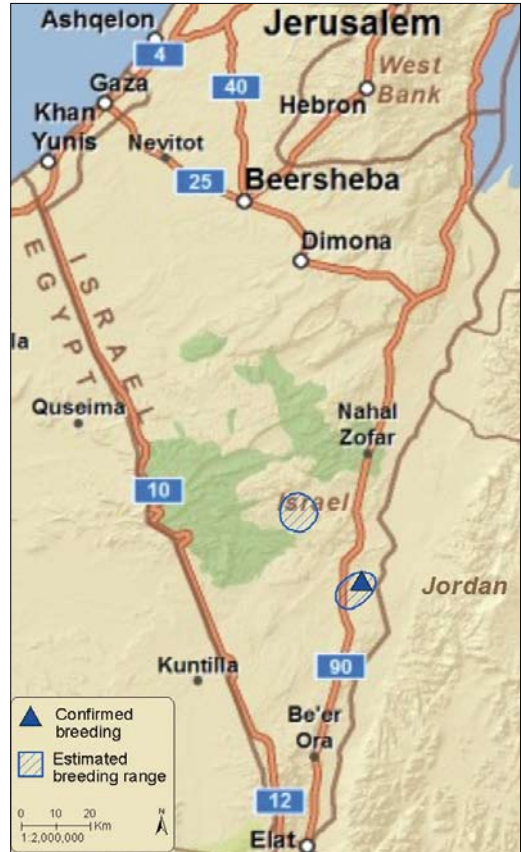 Ashqelon
Jerusalem
4
West
Bank
Gaza
40
Hebron
Khan
Yunis
Nevitot
25
Beersheba
Dimona
ISRAEL
EGYPT
la
Quseima
Nahal
Zofar
10
Israel
Jordan
Kuntilla
90
Be'er
Ora
12
Elat
Confirmed
breeding
Estimated
breeding range
0 10 20
Km
1:2,000,000
N